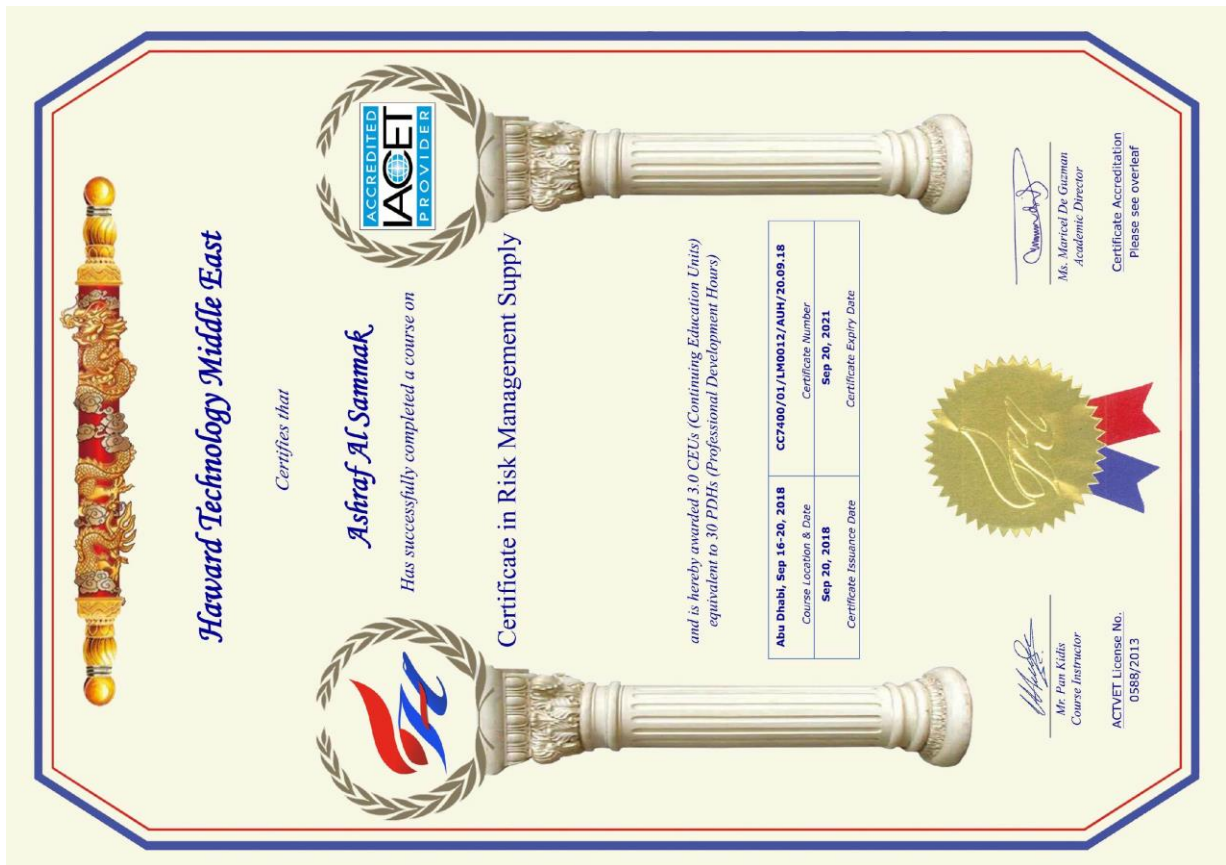 Haward Technology Middle East
Certifies that
Ashraf Al Sammak
Has successfully completed a course on
Certificate in Risk Management Supply
ACCREDITED
IACET
PROVIDER
and is hereby awarded 3.0 CEUs (Continuing Education Units)
equivalent to 30 PDHs (Professional Development Hours)
Abu Dhabi, Sep 16-20, 2018
Course Location & Date
CC7400/01/LM0012/AUH/20.09.18
Certificate Number
Sep 20, 2018
Certificate Issuance Date
Sep 20, 2021
Certificate Expiry Date
Mr. Pan Kidis
Course Instructor
ACTVET License No.
0588/2013
Ms. Maricel De Guzman
Academic Director
Certificate Accreditation
Please see overleaf